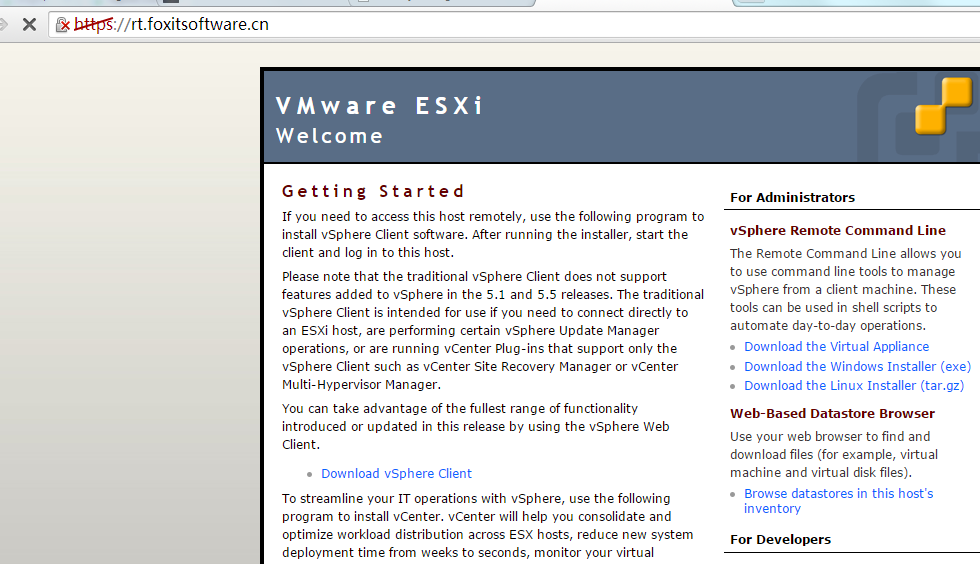 https://rt.foxitsoftware.cn
VMware ESXi
Welcome
Getting Started
If you need to access this host remotely, use the following program to
install vSphere Client software. After running the installer, start the
client and log in to this host.
Please note that the traditional vSphere Client does not support
features added to vSphere in the 5.1 and 5.5 releases. The traditional
vSphere Client is intended for use if you need to connect directly to
an ESXi host, are performing certain vSphere Update Manager
operations, or are running vCenter Plug-ins that support only the
vSphere Client such as vCenter Site Recovery Manager or vCenter
Multi-Hypervisor Manager.
You can take advantage of the fullest range of functionality
introduced or updated in this release by using the vSphere Web
Client.
Download vSphere Client
To streamline your IT operations with vSphere, use the following
program to install vCenter. vCenter will help you consolidate and
optimize workload distribution across ESX hosts, reduce new system
deployment time from weeks to seconds, monitor your virtual
For Administrators
vSphere Remote Command Line
The Remote Command Line allows you
to use command line tools to manage
vSphere from a client machine. These
tools can be used in shell scripts to
automate day-to-day operations.
Download the Virtual Appliance
Download the Windows Installer (exe)
Download the Linux Installer (tar.gz)
Web-Based Datastore Browser
Use your web browser to find and
download files (for example, virtual
machine and virtual disk files).
Browse datastores in this host's
inventory
For Developers